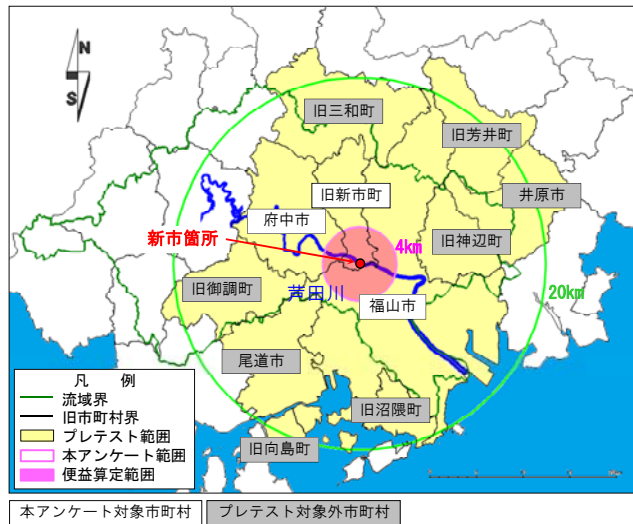 N
S
旧三和町
旧芳井町
旧新市町
井原市
府中市
旧神辺町
新市箇所
4km
20km
旧御調町
芦田川
福山市
尾道市
旧沼隈町
旧向島町
凡 例
流域界
旧市町村界
プレテスト範囲
本アンケート範囲
便益算定範囲
本アンケート対象市町村
プレテスト対象外市町村